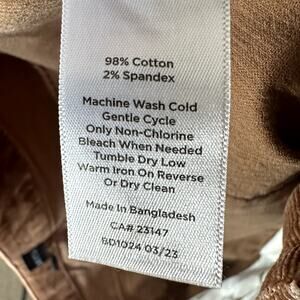 98% Cotton
2% Spandex
Machine Wash Cold
Gentle Cycle
Only Non-Chlorine
Bleach When Needed
Tumble Dry Low
Warm Iron On Reverse
Or Dry Clean
Made In Bangladesh
CA# 23147
BD1024 03/23